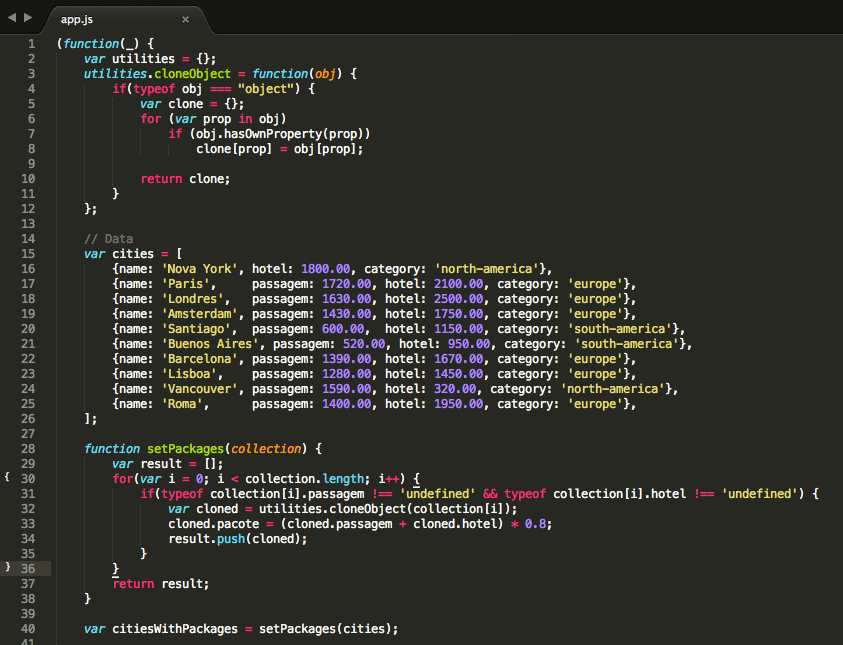 app.js ×
1 (function(_) {
2     var utilities = {};
3     utilities.cloneObject = function(obj) {
4         if(typeof obj === "object") {
5             var clone = {};
6             for (var prop in obj)
7                 if (obj.hasOwnProperty(prop))
8                     clone[prop] = obj[prop];
9
10             return clone;
11         }
12     };
13
14     // Data
15     var cities = [
16         {name: 'Nova York', hotel: 1800.00, category: 'north-america'},
17         {name: 'Paris',     passagem: 1720.00, hotel: 2100.00, category: 'europe'},
18         {name: 'Londres',   passagem: 1630.00, hotel: 2500.00, category: 'europe'},
19         {name: 'Amsterdam', passagem: 1430.00, hotel: 1750.00, category: 'europe'},
20         {name: 'Santiago',  passagem: 600.00,  hotel: 1150.00, category: 'south-america'},
21         {name: 'Buenos Aires', passagem: 520.00, hotel: 950.00, category: 'south-america'},
22         {name: 'Barcelona', passagem: 1390.00, hotel: 1670.00, category: 'europe'},
23         {name: 'Lisboa',    passagem: 1280.00, hotel: 1450.00, category: 'europe'},
24         {name: 'Vancouver', passagem: 1590.00, hotel: 320.00, category: 'north-america'},
25         {name: 'Roma',      passagem: 1400.00, hotel: 1950.00, category: 'europe'},
26     ];
27
28     function setPackages(collection) {
29         var result = [];
{ 30         for(var i = 0; i < collection.length; i++) {
31             if(typeof collection[i].passagem !== 'undefined' && typeof collection[i].hotel !== 'undefined') {
32                 var cloned = utilities.cloneObject(collection[i]);
33                 cloned.pacote = (cloned.passagem + cloned.hotel) * 0.8;
34                 result.push(cloned);
35             }
} 36         }
37         return result;
38     }
39
40     var citiesWithPackages = setPackages(cities);
41